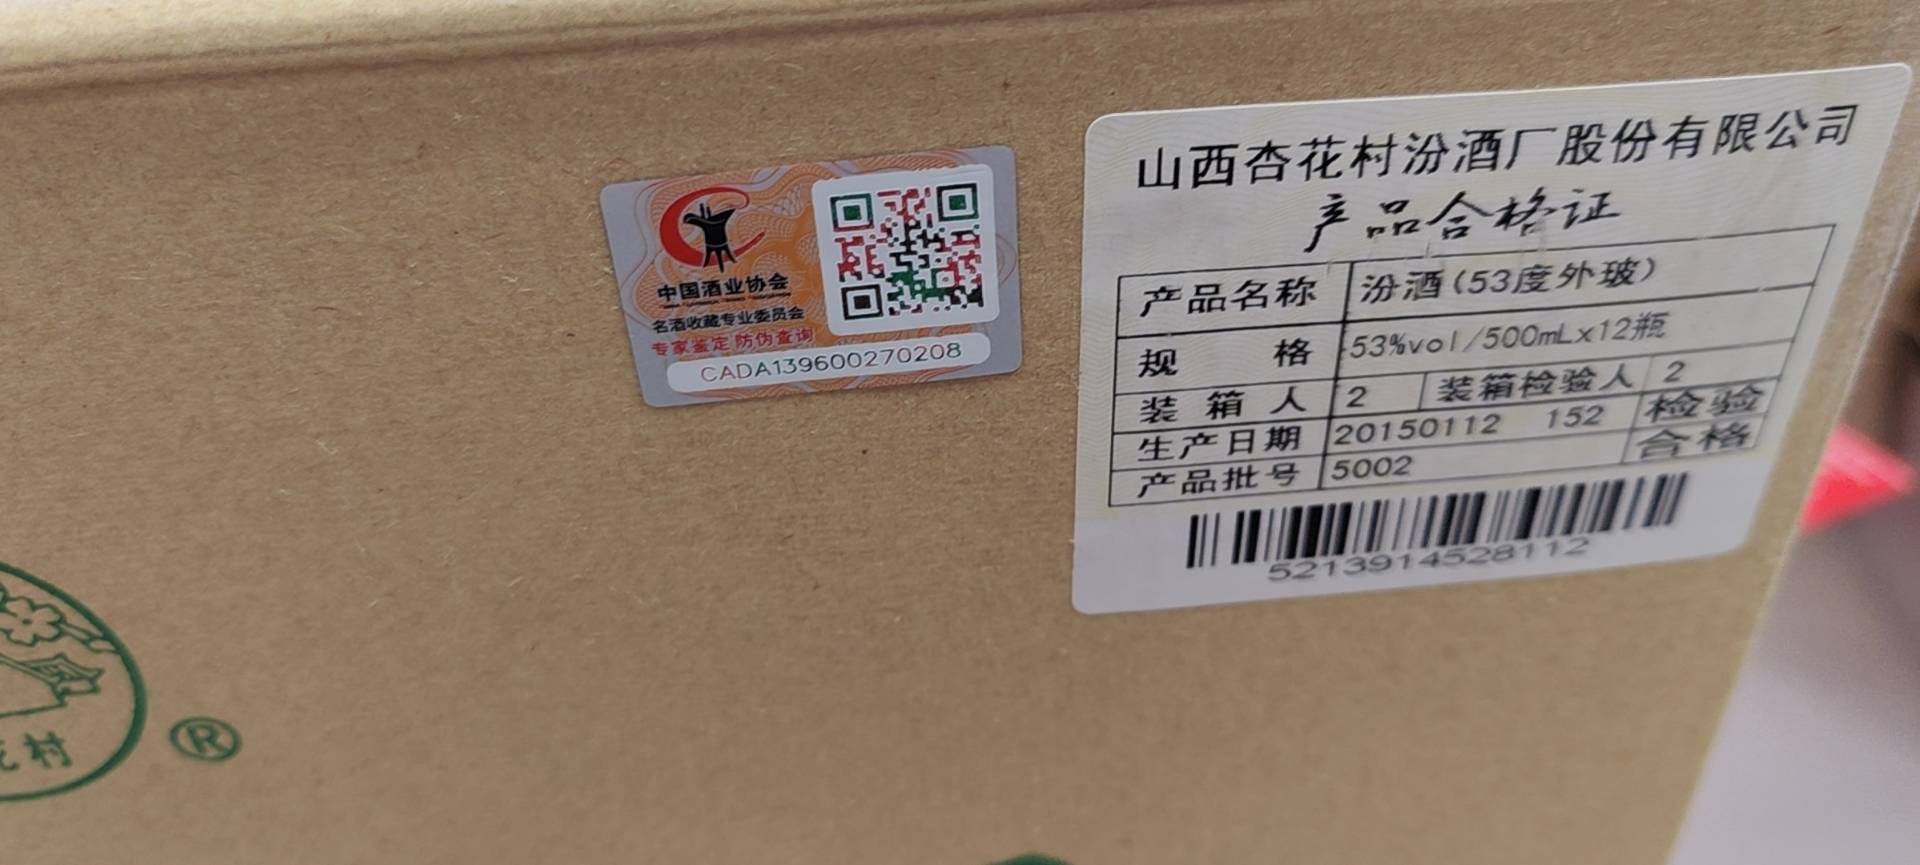 中国酒业协会
名酒收藏专业委员会
专家鉴定 防伪查询
CADA139600270208
山西杏花村汾酒厂股份有限公司
产品合格证
产品名称 汾酒(53度外玻)
规格 53%vol/500mLx12瓶
装箱人 2 装箱检验人 2
生产日期 20150112 152 检验
产品批号 5002 合格
5213914528112
村
®